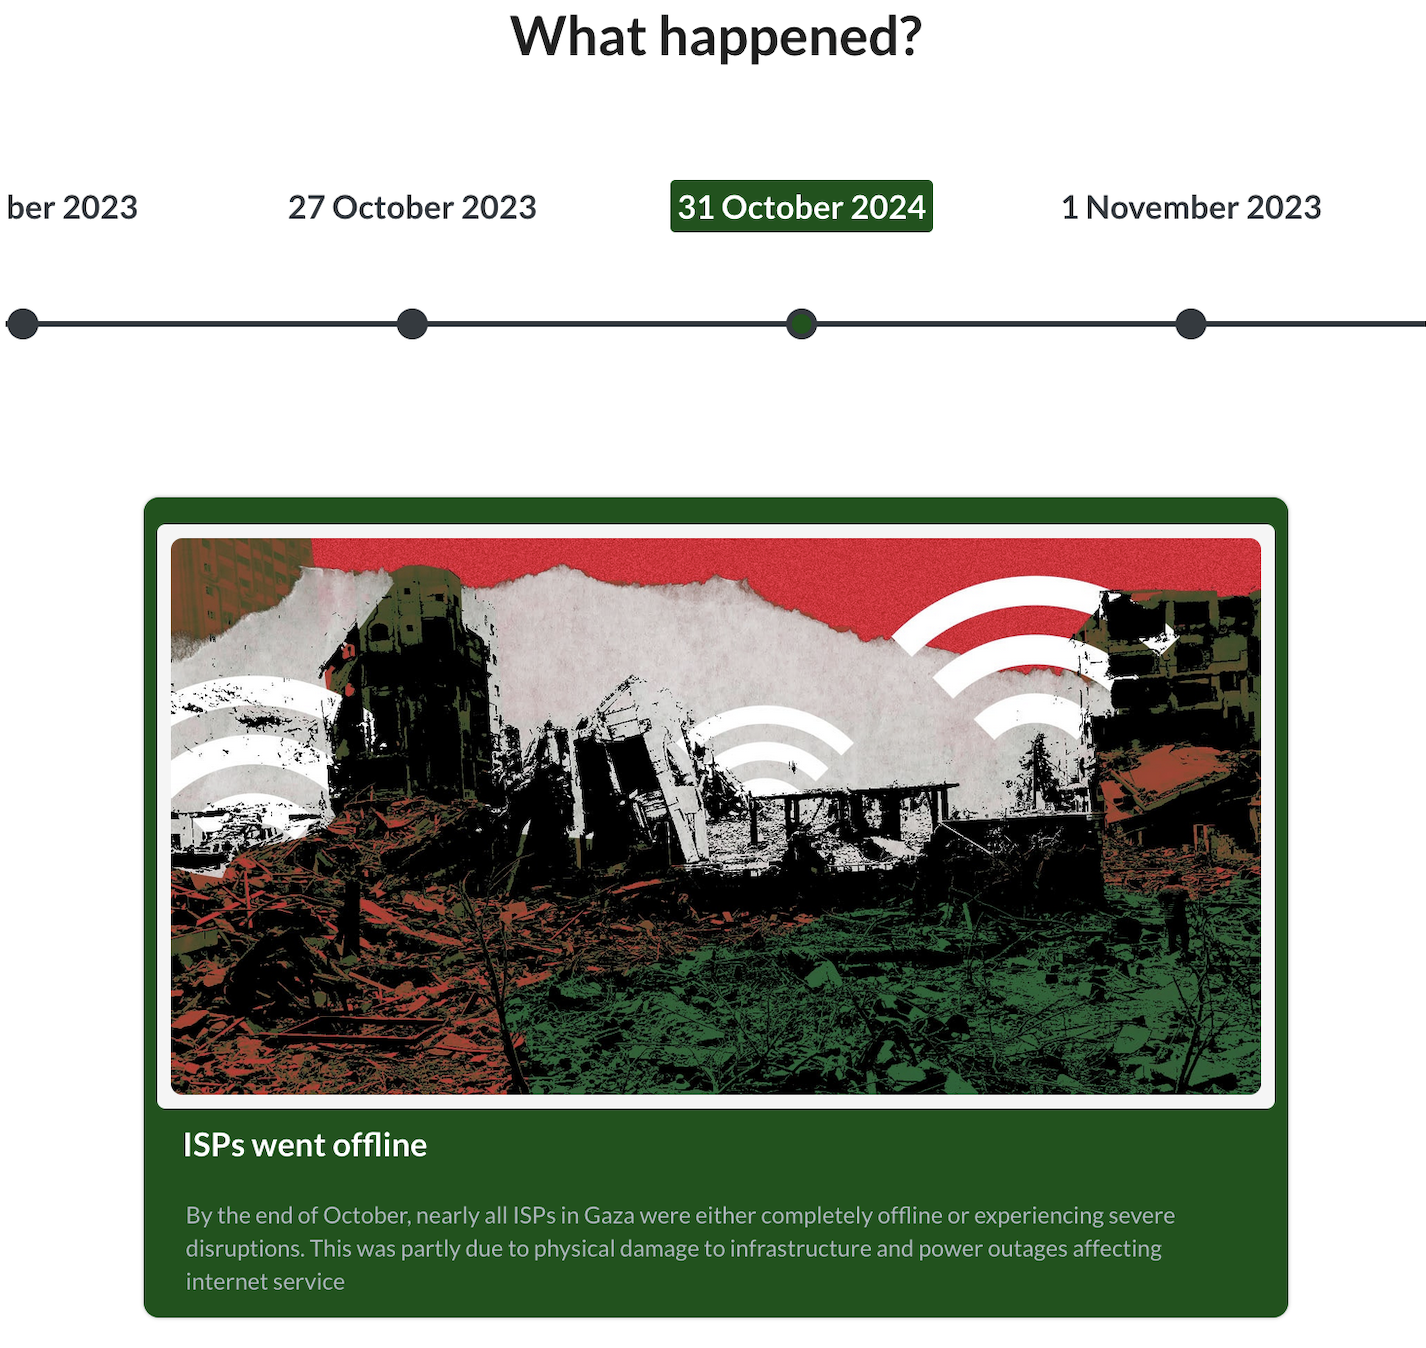 What happened?
ber 2023
27 October 2023
31 October 2024
1 November 2023
ISPs went offline
By the end of October, nearly all ISPs in Gaza were either completely offline or experiencing severe
disruptions. This was partly due to physical damage to infrastructure and power outages affecting
internet service